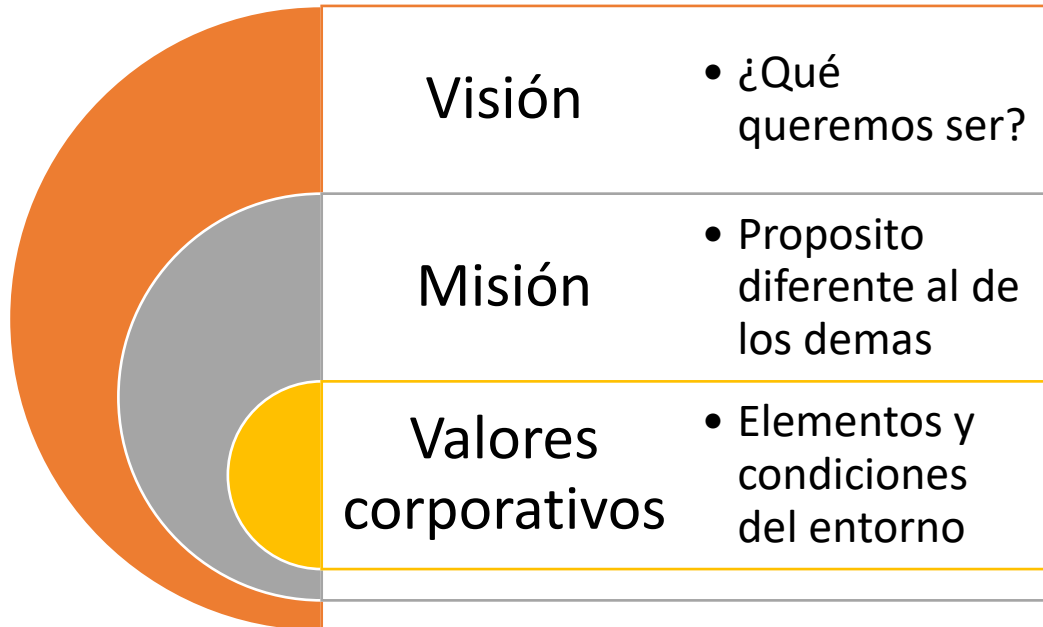 Visión
• ¿Qué
queremos ser?
Misión
• Proposito
diferente al de
los demas
Valores
corporativos
• Elementos y
condiciones
del entorno